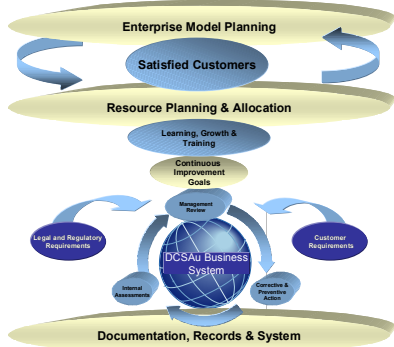 Enterprise Model Planning
Satisfied Customers
Resource Planning & Allocation
Learning, Growth &
Training
Continuous
Improvement
Goals
Management
Review
Legal and Regulatory
Requirements
Customer
Requirements
DCSAu Business
System
Internal
Assessments
Corrective &
Preventive
Action
Documentation, Records & System